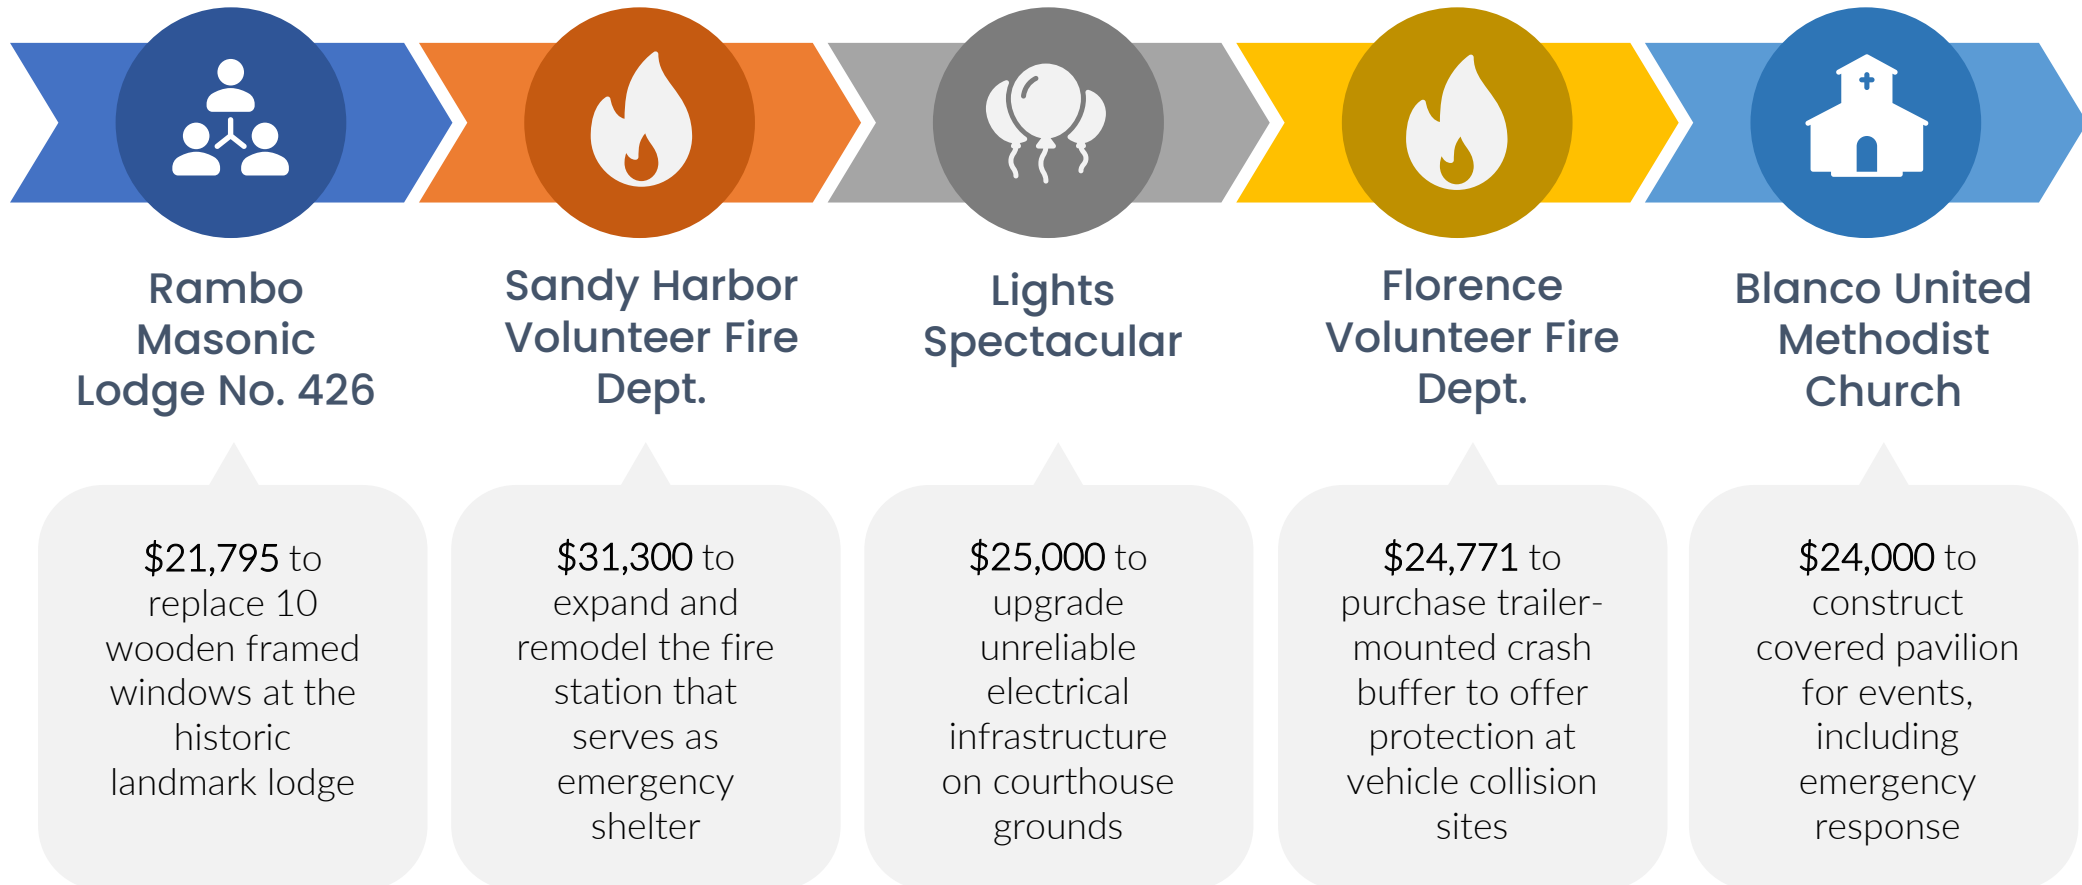 Rambo
Masonic
Lodge No. 426
Sandy Harbor
Volunteer Fire
Dept.
Lights
Spectacular
Florence
Volunteer Fire
Dept.
Blanco United
Methodist
Church
$21,795 to
replace 10
wooden framed
windows at the
historic
landmark lodge
$31,300 to
expand and
remodel the fire
station that
serves as
emergency
shelter
$25,000 to
upgrade
unreliable
electrical
infrastructure
on courthouse
grounds
$24,771 to
purchase trailer-
mounted crash
buffer to offer
protection at
vehicle collision
sites
$24,000 to
construct
covered pavilion
for events,
including
emergency
response